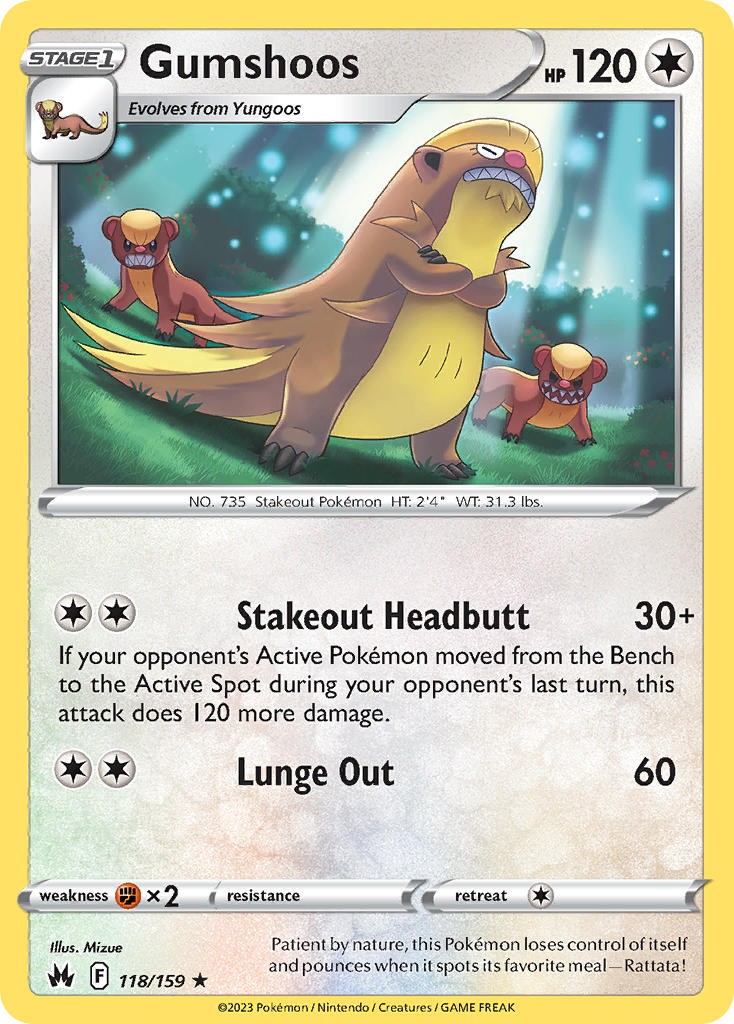 STAGE1
Gumshoos
HP 120
Evolves from Yungoos
NO. 735 Stakeout Pokémon HT: 2'4" WT: 31.3 lbs.
Stakeout Headbutt 30+
If your opponent's Active Pokémon moved from the Bench
to the Active Spot during your opponent's last turn, this
attack does 120 more damage.
Lunge Out 60
weakness ×2 resistance retreat
Illus. Mizue
Patient by nature, this Pokémon loses control of itself
and pounces when it spots its favorite meal—Rattata!
F 118/159 ★
©2023 Pokémon / Nintendo / Creatures / GAME FREAK